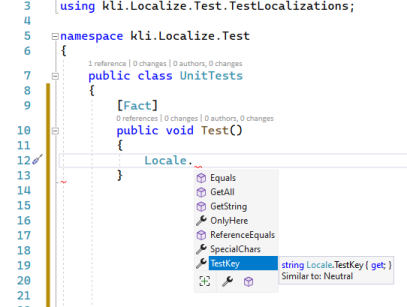 3 using kli.Localize.Test.TestLocalizations;
4
5 namespace kli.Localize.Test
6 {
1 reference | 0 changes | 0 authors, 0 changes
7 public class UnitTests
8 {
9 [Fact]
0 references | 0 changes | 0 authors, 0 changes
10 public void Test()
11 {
12 Locale.
13 }
14
15
16
17
18
19
20
21
Equals
GetAll
GetString
OnlyHere
ReferenceEquals
SpecialChars
TestKey
string Locale.TestKey { get; }
Similar to: Neutral